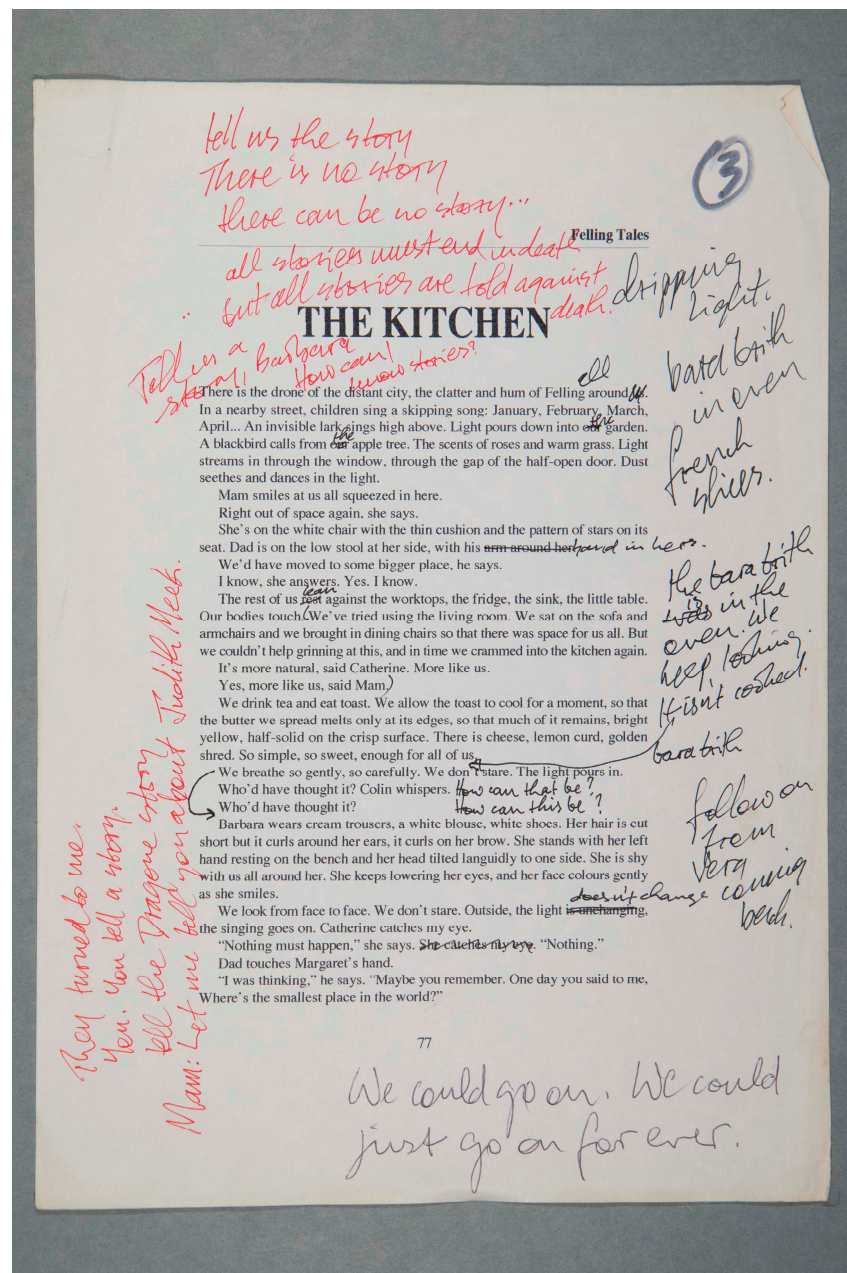 tell us the story
There is no story
there can be no story...
all stories must end in death
but all stories are told against
death.
Tell us a
story, Barbara
How can I
know stories?
3
Felling Tales
THE KITCHEN
dripping
light.
bara brith
in oven
french
slices.
all
There is the drone of the distant city, the clatter and hum of Felling around us.
In a nearby street, children sing a skipping song: January, February, March,
the
April... An invisible lark sings high above. Light pours down into our garden.
the
A blackbird calls from our apple tree. The scents of roses and warm grass. Light
streams in through the window, through the gap of the half-open door. Dust
seethes and dances in the light.
Mam smiles at us all squeezed in here.
Right out of space again, she says.
She's on the white chair with the thin cushion and the pattern of stars on its
seat. Dad is on the low stool at her side, with his arm around her hand in hers.
We'd have moved to some bigger place, he says.
I know, she answers. Yes. I know.
lean
The rest of us rest against the worktops, the fridge, the sink, the little table.
Our bodies touch. (We've tried using the living room. We sat on the sofa and
armchairs and we brought in dining chairs so that there was space for us all. But
we couldn't help grinning at this, and in time we crammed into the kitchen again.
It's more natural, said Catherine. More like us.
Yes, more like us, said Mam.)
We drink tea and eat toast. We allow the toast to cool for a moment, so that
the butter we spread melts only at its edges, so that much of it remains, bright
yellow, half-solid on the crisp surface. There is cheese, lemon curd, golden
shred. So simple, so sweet, enough for all of us.
We breathe so gently, so carefully. We don't stare. The light pours in.
Who'd have thought it? Colin whispers. How can that be?
Who'd have thought it? How can this be?
Barbara wears cream trousers, a white blouse, white shoes. Her hair is cut
short but it curls around her ears, it curls on her brow. She stands with her left
hand resting on the bench and her head tilted languidly to one side. She is shy
with us all around her. She keeps lowering her eyes, and her face colours gently
as she smiles.
doesn't change
We look from face to face. We don't stare. Outside, the light is unchanging,
the singing goes on. Catherine catches my eye.
"Nothing must happen," she says. She catches my eye. "Nothing."
Dad touches Margaret's hand.
"I was thinking," he says. "Maybe you remember. One day you said to me,
Where's the smallest place in the world?"
the bara brith
is
was in the
oven. We
keep looking.
It isn't cooked.
bara brith
follow on
from
Vera
coming
back.
They turned to me.
You. You tell a story.
tell the Dragone story
Mam: Let me tell you about Judith Meek.
77
We could go on. We could
just go on for ever.